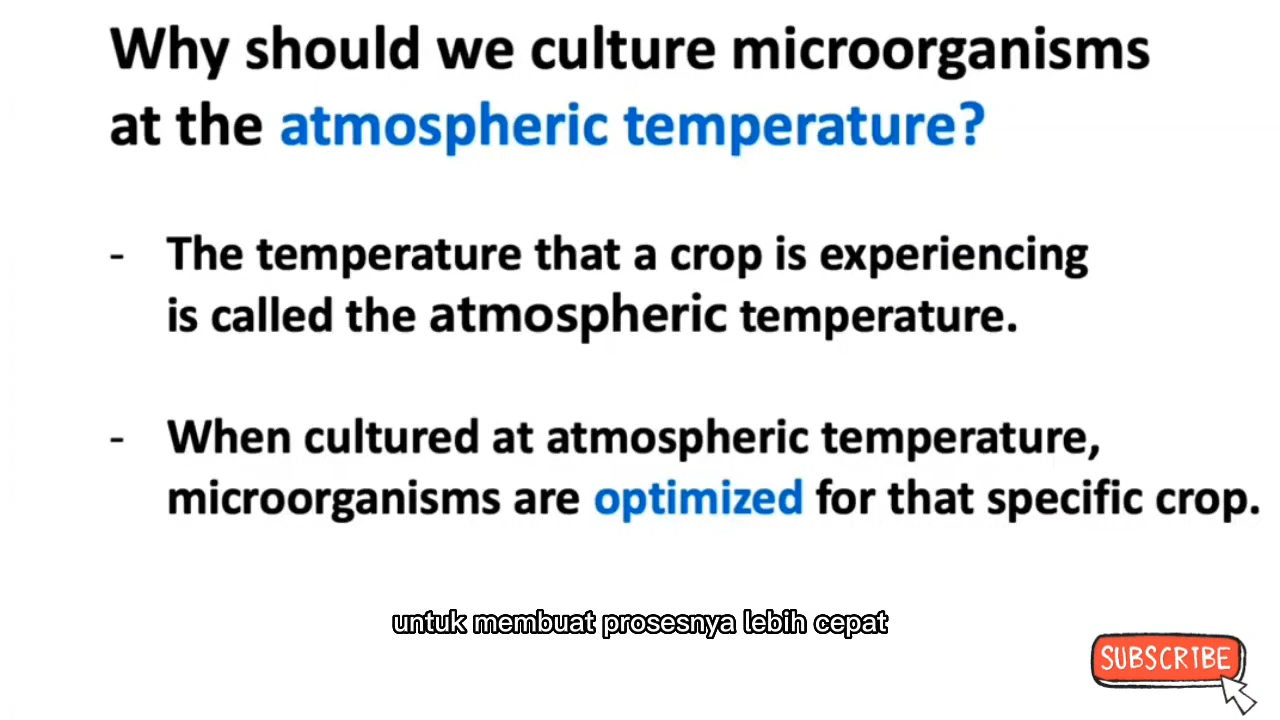 Why should we culture microorganisms
at the atmospheric temperature?
- The temperature that a crop is experiencing
is called the atmospheric temperature.
- When cultured at atmospheric temperature,
microorganisms are optimized for that specific crop.
untuk membuat prosesnya lebih cepat
SUBSCRIBE